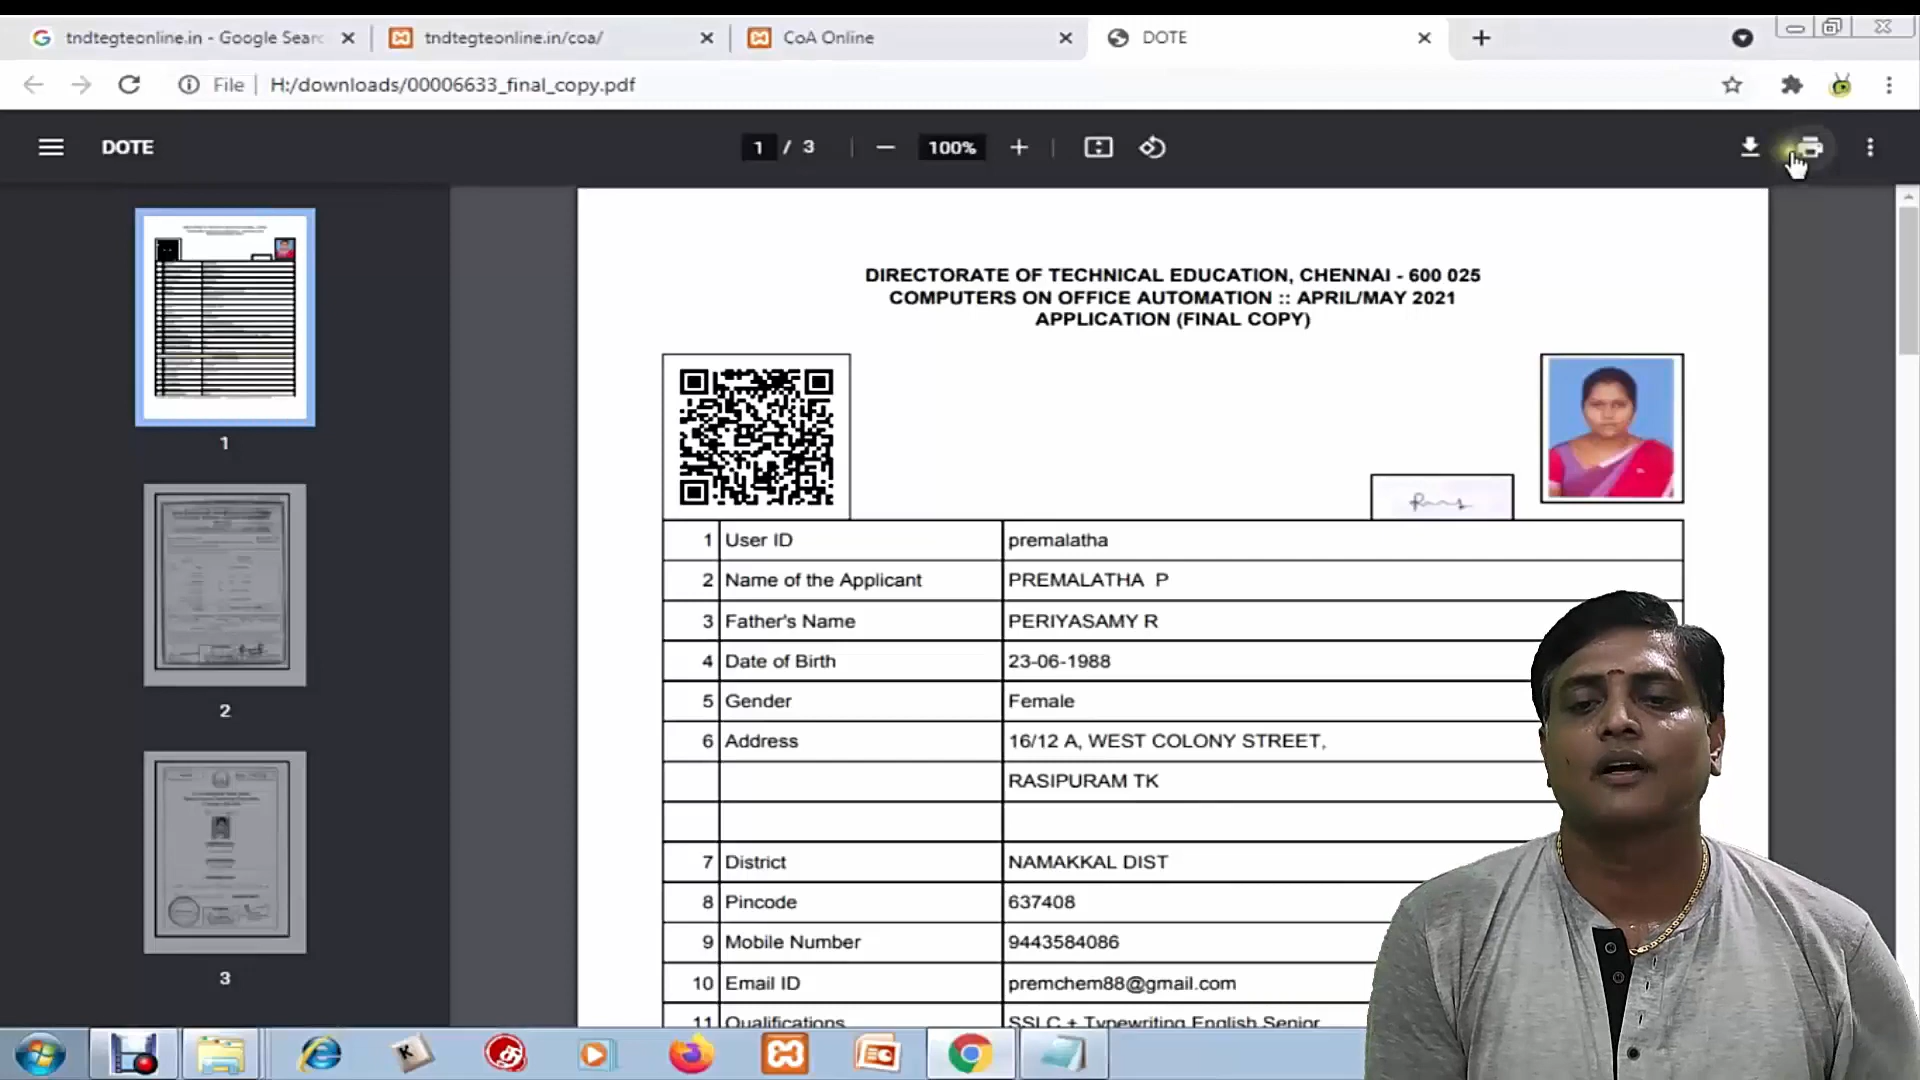 tndtegteonline.in - Google Searc
tndtegteonline.in/coa/
CoA Online
DOTE
File
H:/downloads/00006633_final_copy.pdf
DOTE
1 / 3
100%
DIRECTORATE OF TECHNICAL EDUCATION, CHENNAI - 600 025
COMPUTERS ON OFFICE AUTOMATION :: APRIL/MAY 2021
APPLICATION (FINAL COPY)
1 User ID premalatha
2 Name of the Applicant PREMALATHA P
3 Father's Name PERIYASAMY R
4 Date of Birth 23-06-1988
5 Gender Female
6 Address 16/12 A, WEST COLONY STREET,
RASIPURAM TK
7 District NAMAKKAL DIST
8 Pincode 637408
9 Mobile Number 9443584086
10 Email ID premchem88@gmail.com
11 Qualifications SSLC + Typewriting English Senior
1
2
3